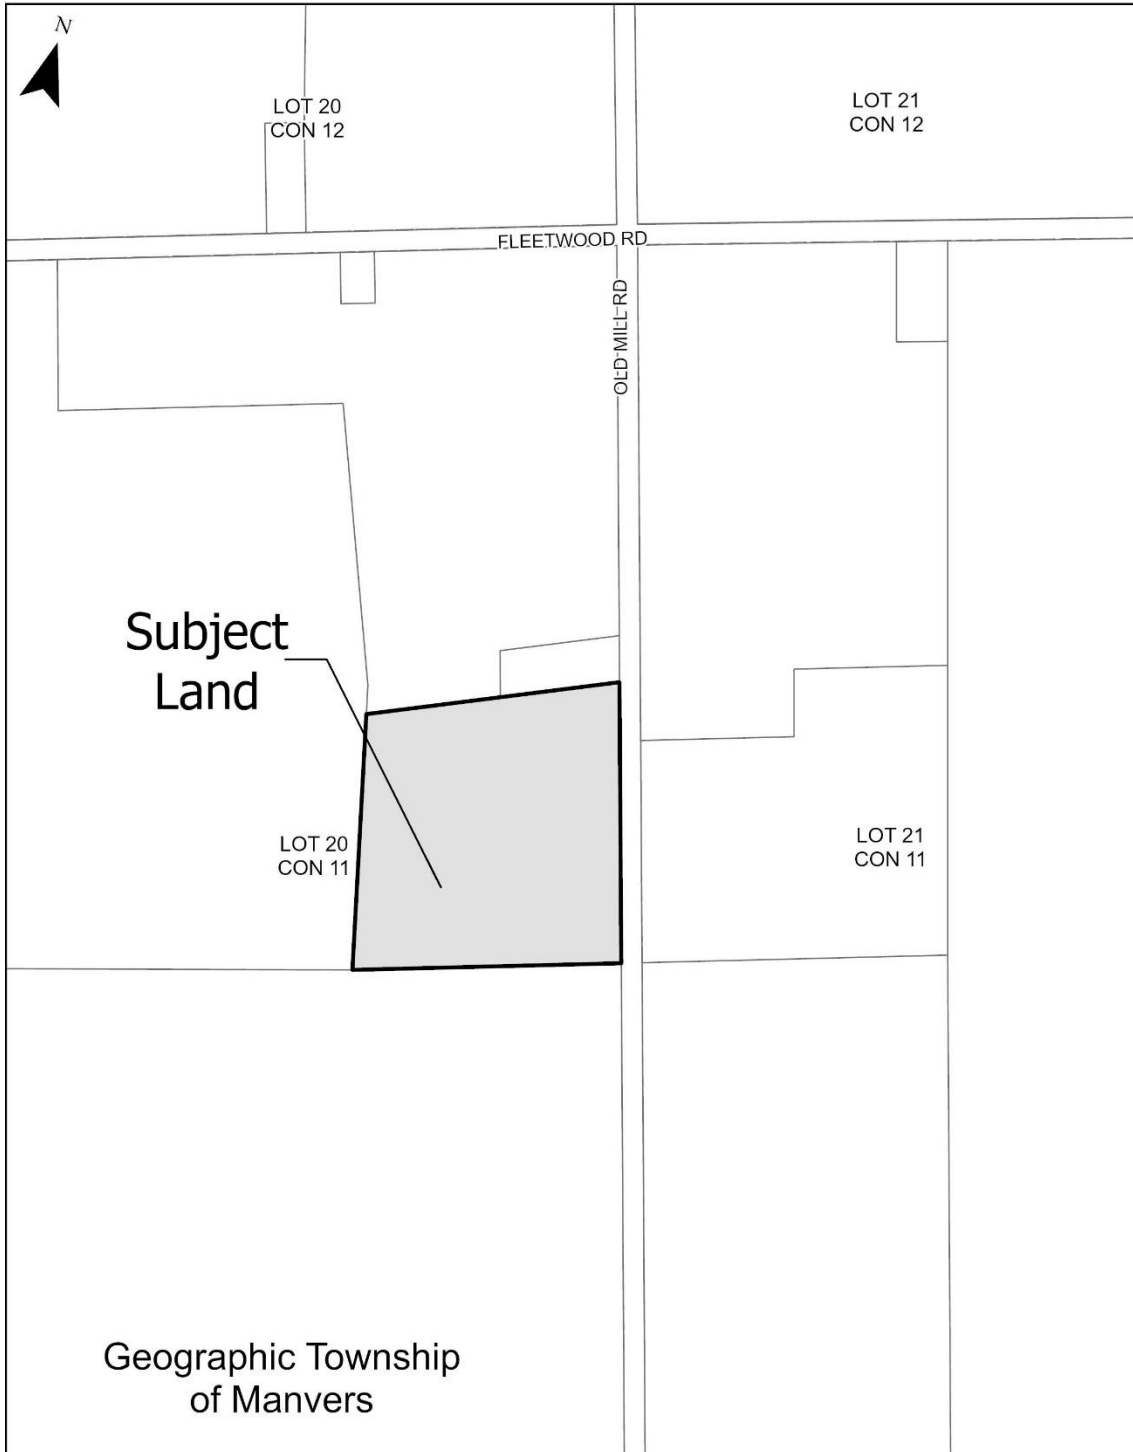 N
LOT 20
CON 12
LOT 21
CON 12
FLEETWOOD RD
OLD MILL RD
Subject
Land
LOT 20
CON 11
LOT 21
CON 11
Geographic Township
of Manvers